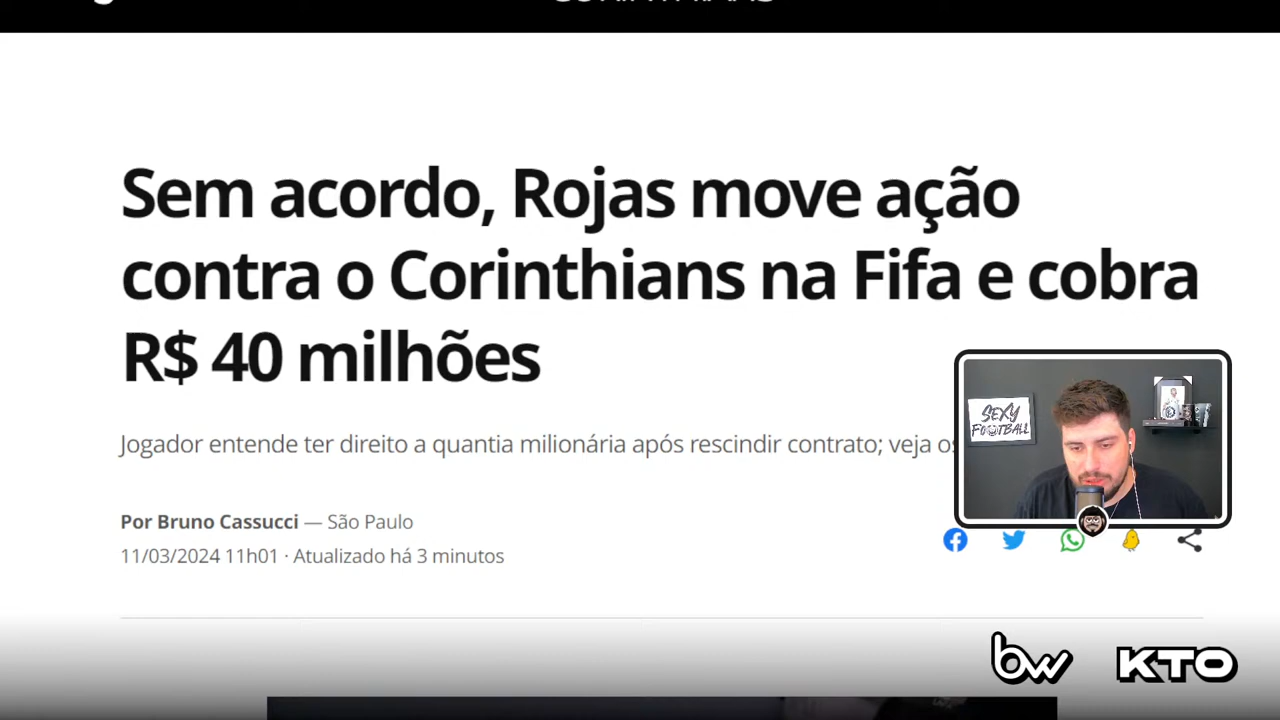 Sem acordo, Rojas move ação
contra o Corinthians na Fifa e cobra
R$ 40 milhões
Jogador entende ter direito a quantia milionária após rescindir contrato; veja
Por Bruno Cassucci — São Paulo
11/03/2024 11h01 · Atualizado há 3 minutos
SEXY
FOOTBALL
bw KTO